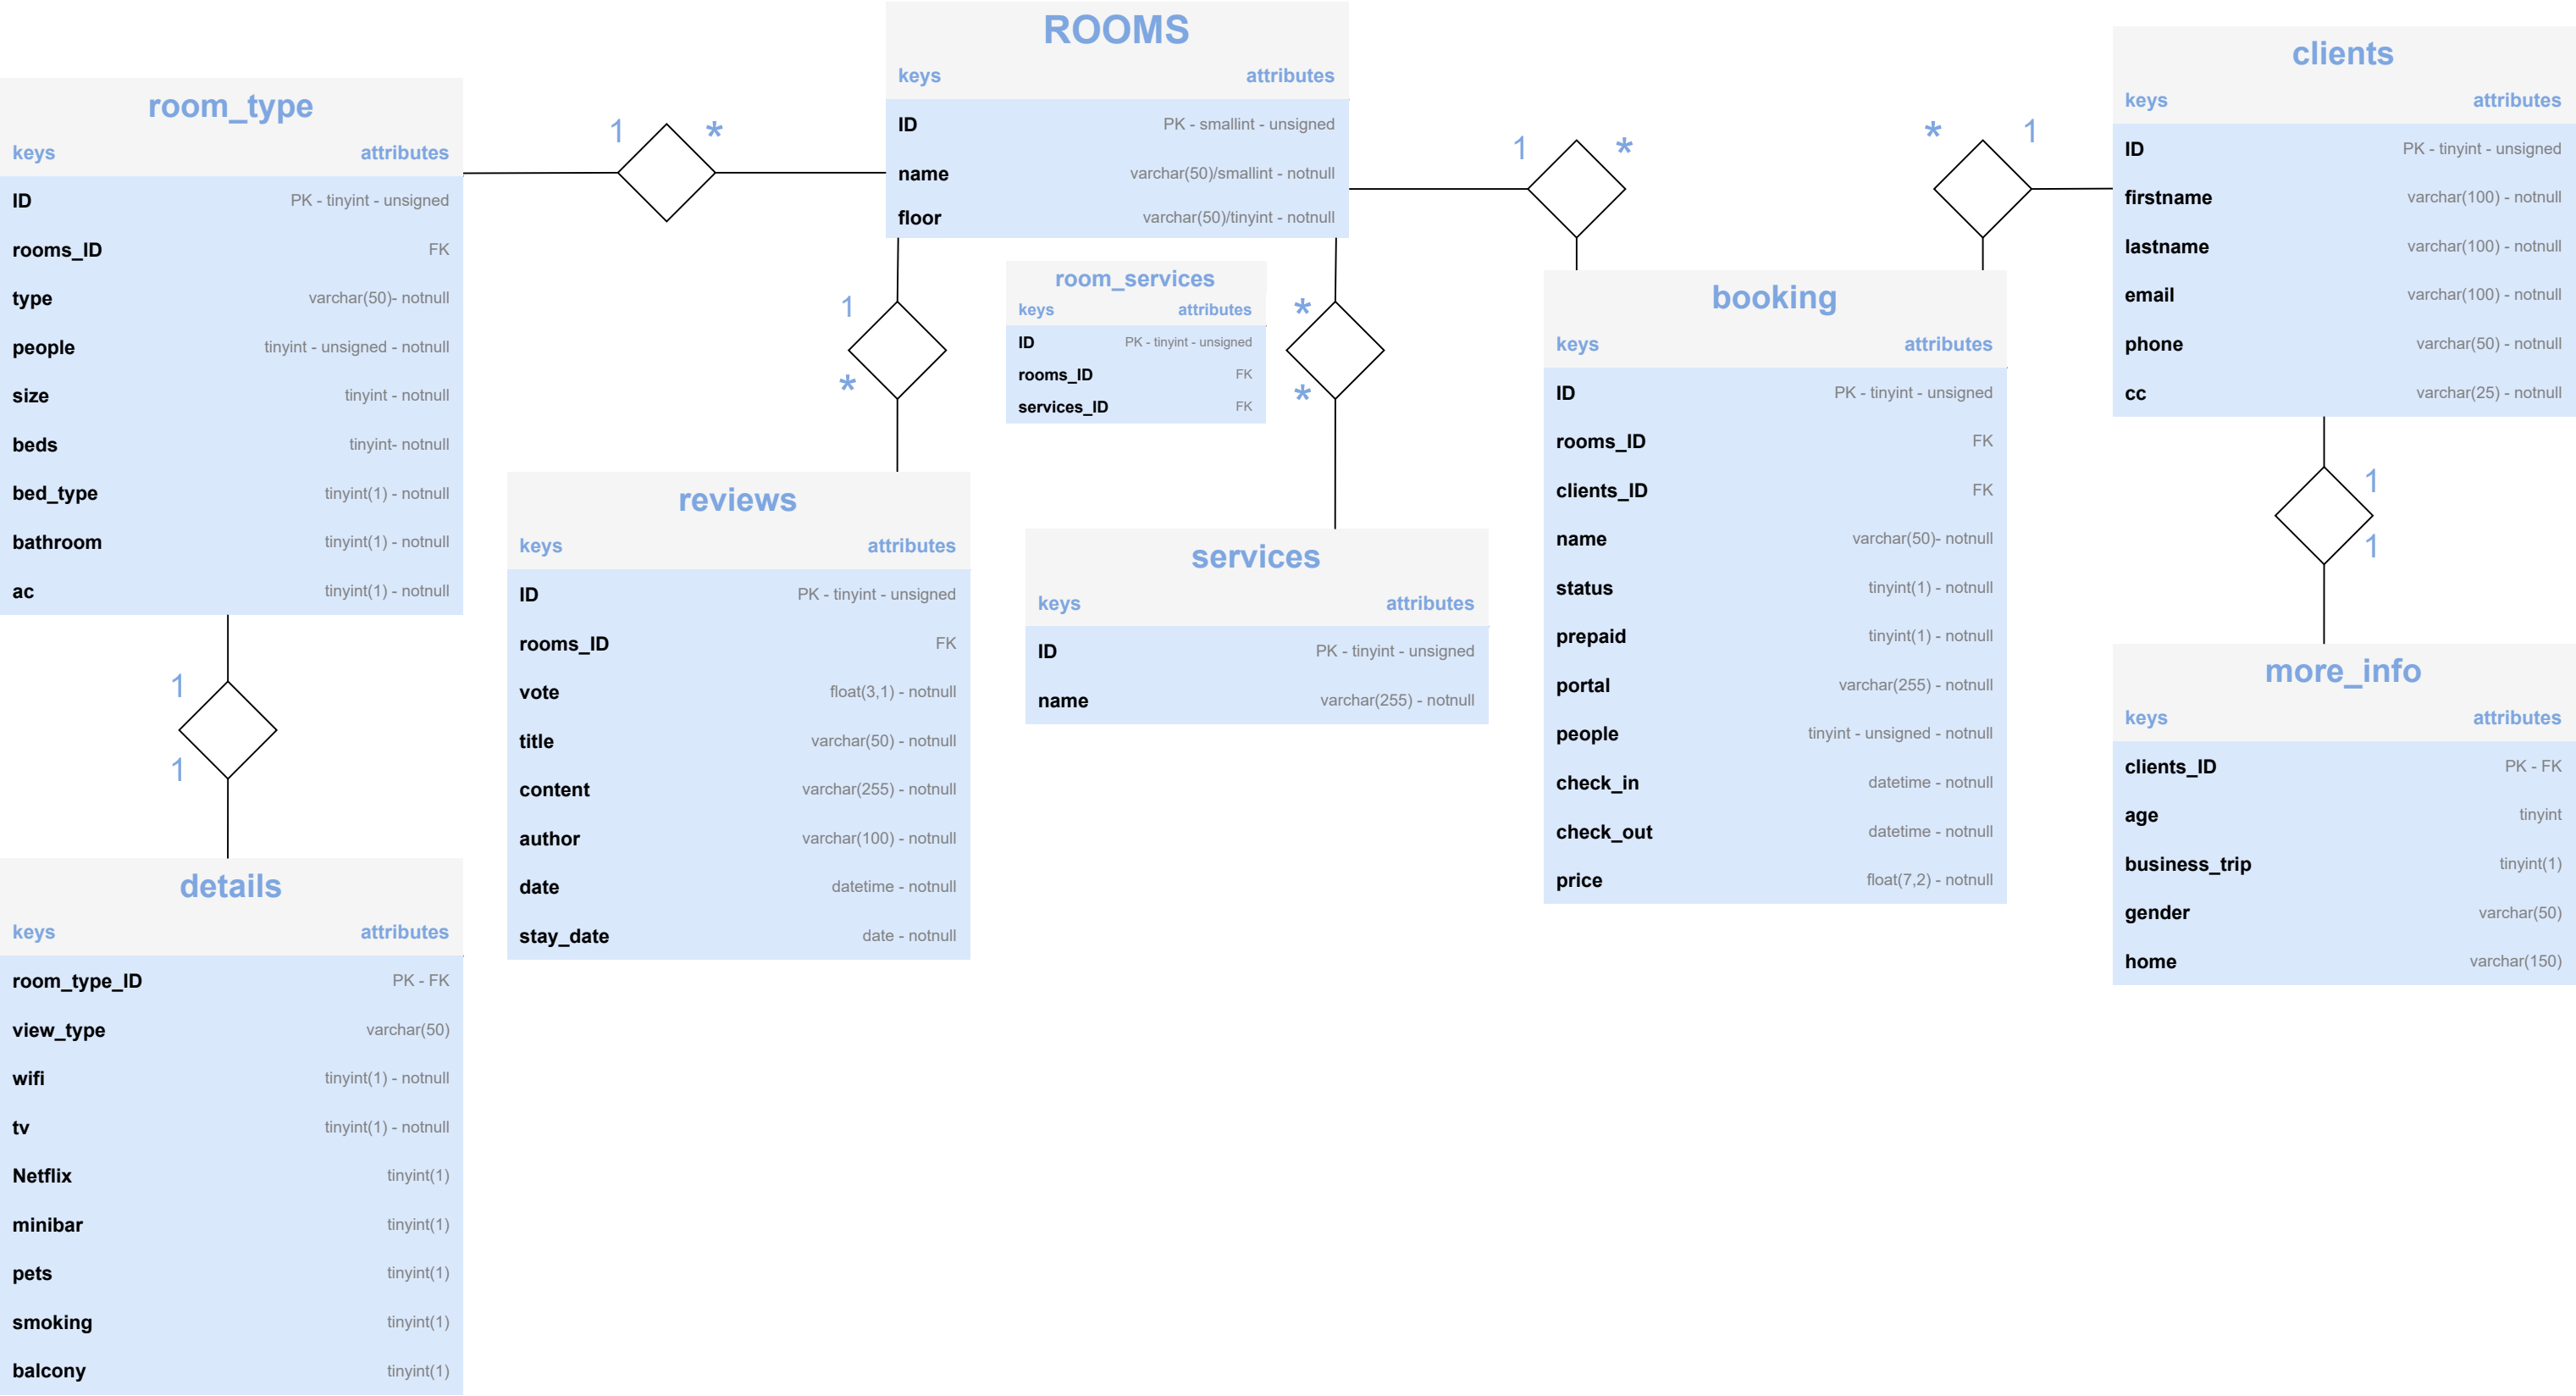 ROOMS
keys attributes
ID PK - smallint - unsigned
name varchar(50)/smallint - notnull
floor varchar(50)/tinyint - notnull
clients
keys attributes
ID PK - tinyint - unsigned
firstname varchar(100) - notnull
lastname varchar(100) - notnull
email varchar(100) - notnull
phone varchar(50) - notnull
cc varchar(25) - notnull
room_type
keys attributes
ID PK - tinyint - unsigned
rooms_ID FK
type varchar(50)- notnull
people tinyint - unsigned - notnull
size tinyint - notnull
beds tinyint- notnull
bed_type tinyint(1) - notnull
bathroom tinyint(1) - notnull
ac tinyint(1) - notnull
1 *
1 *
* 1
1
*
room_services
keys attributes
ID PK - tinyint - unsigned
rooms_ID FK
services_ID FK
*
*
booking
keys attributes
ID PK - tinyint - unsigned
rooms_ID FK
clients_ID FK
name varchar(50)- notnull
status tinyint(1) - notnull
prepaid tinyint(1) - notnull
portal varchar(255) - notnull
people tinyint - unsigned - notnull
check_in datetime - notnull
check_out datetime - notnull
price float(7,2) - notnull
reviews
keys attributes
ID PK - tinyint - unsigned
rooms_ID FK
vote float(3,1) - notnull
title varchar(50) - notnull
content varchar(255) - notnull
author varchar(100) - notnull
date datetime - notnull
stay_date date - notnull
services
keys attributes
ID PK - tinyint - unsigned
name varchar(255) - notnull
1
1
more_info
keys attributes
clients_ID PK - FK
age tinyint
business_trip tinyint(1)
gender varchar(50)
home varchar(150)
1
1
details
keys attributes
room_type_ID PK - FK
view_type varchar(50)
wifi tinyint(1) - notnull
tv tinyint(1) - notnull
Netflix tinyint(1)
minibar tinyint(1)
pets tinyint(1)
smoking tinyint(1)
balcony tinyint(1)